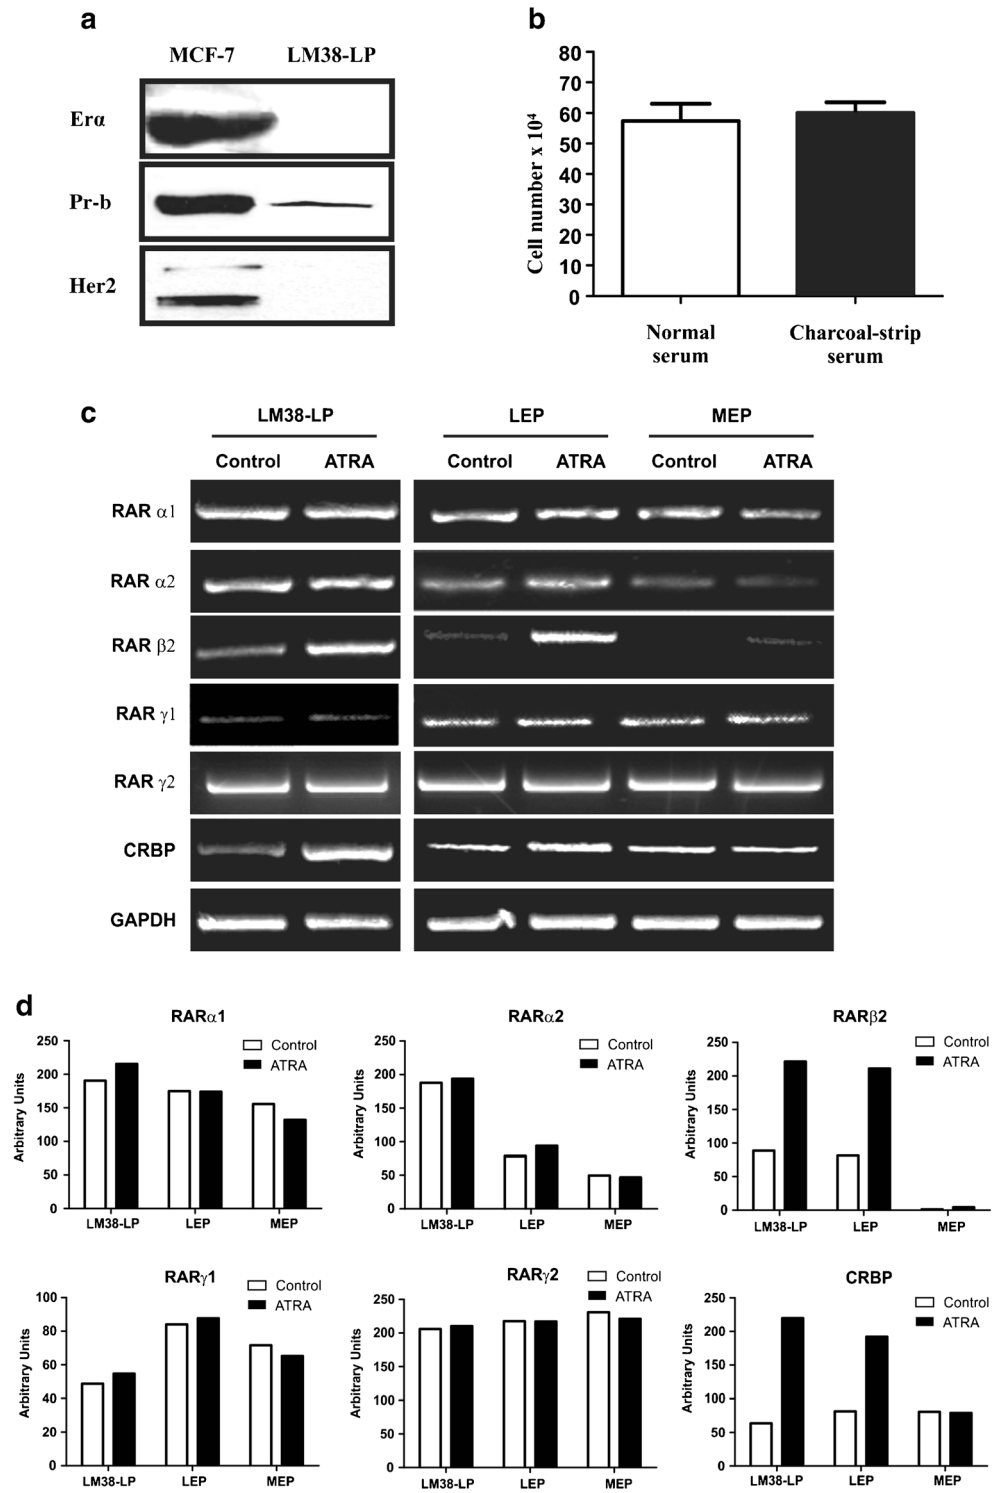 a
MCF-7 LM38-LP
Erα
Pr-b
Her2
b
Cell number x 10⁴
80
70
60
50
40
30
20
10
0
Normal serum
Charcoal-strip serum
c
LM38-LP LEP MEP
Control ATRA Control ATRA Control ATRA
RAR α1
RAR α2
RAR β2
RAR γ1
RAR γ2
CRBP
GAPDH
d
RARα1
Control
ATRA
Arbitrary Units
250
200
150
100
50
0
LM38-LP LEP MEP
RARα2
Control
ATRA
Arbitrary Units
250
200
150
100
50
0
LM38-LP LEP MEP
RARβ2
Control
ATRA
Arbitrary Units
250
200
150
100
50
0
LM38-LP LEP MEP
RARγ1
Control
ATRA
Arbitrary Units
100
80
60
40
20
0
LM38-LP LEP MEP
RARγ2
Control
ATRA
Arbitrary Units
250
200
150
100
50
0
LM38-LP LEP MEP
CRBP
Control
ATRA
Arbitrary Units
250
200
150
100
50
0
LM38-LP LEP MEP